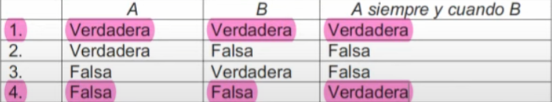 A B A siempre y cuando B
1. Verdadera Verdadera Verdadera
2. Verdadera Falsa Falsa
3. Falsa Verdadera Falsa
4. Falsa Falsa Verdadera